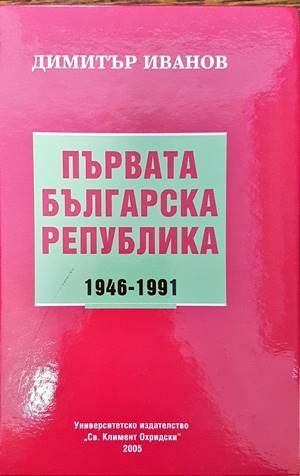 ДИМИТЪР ИВАНОВ
ПЪРВАТА
БЪЛГАРСКА
РЕПУБЛИКА
1946-1991
Университетско издателство
„Св. Климент Охридски"
2005